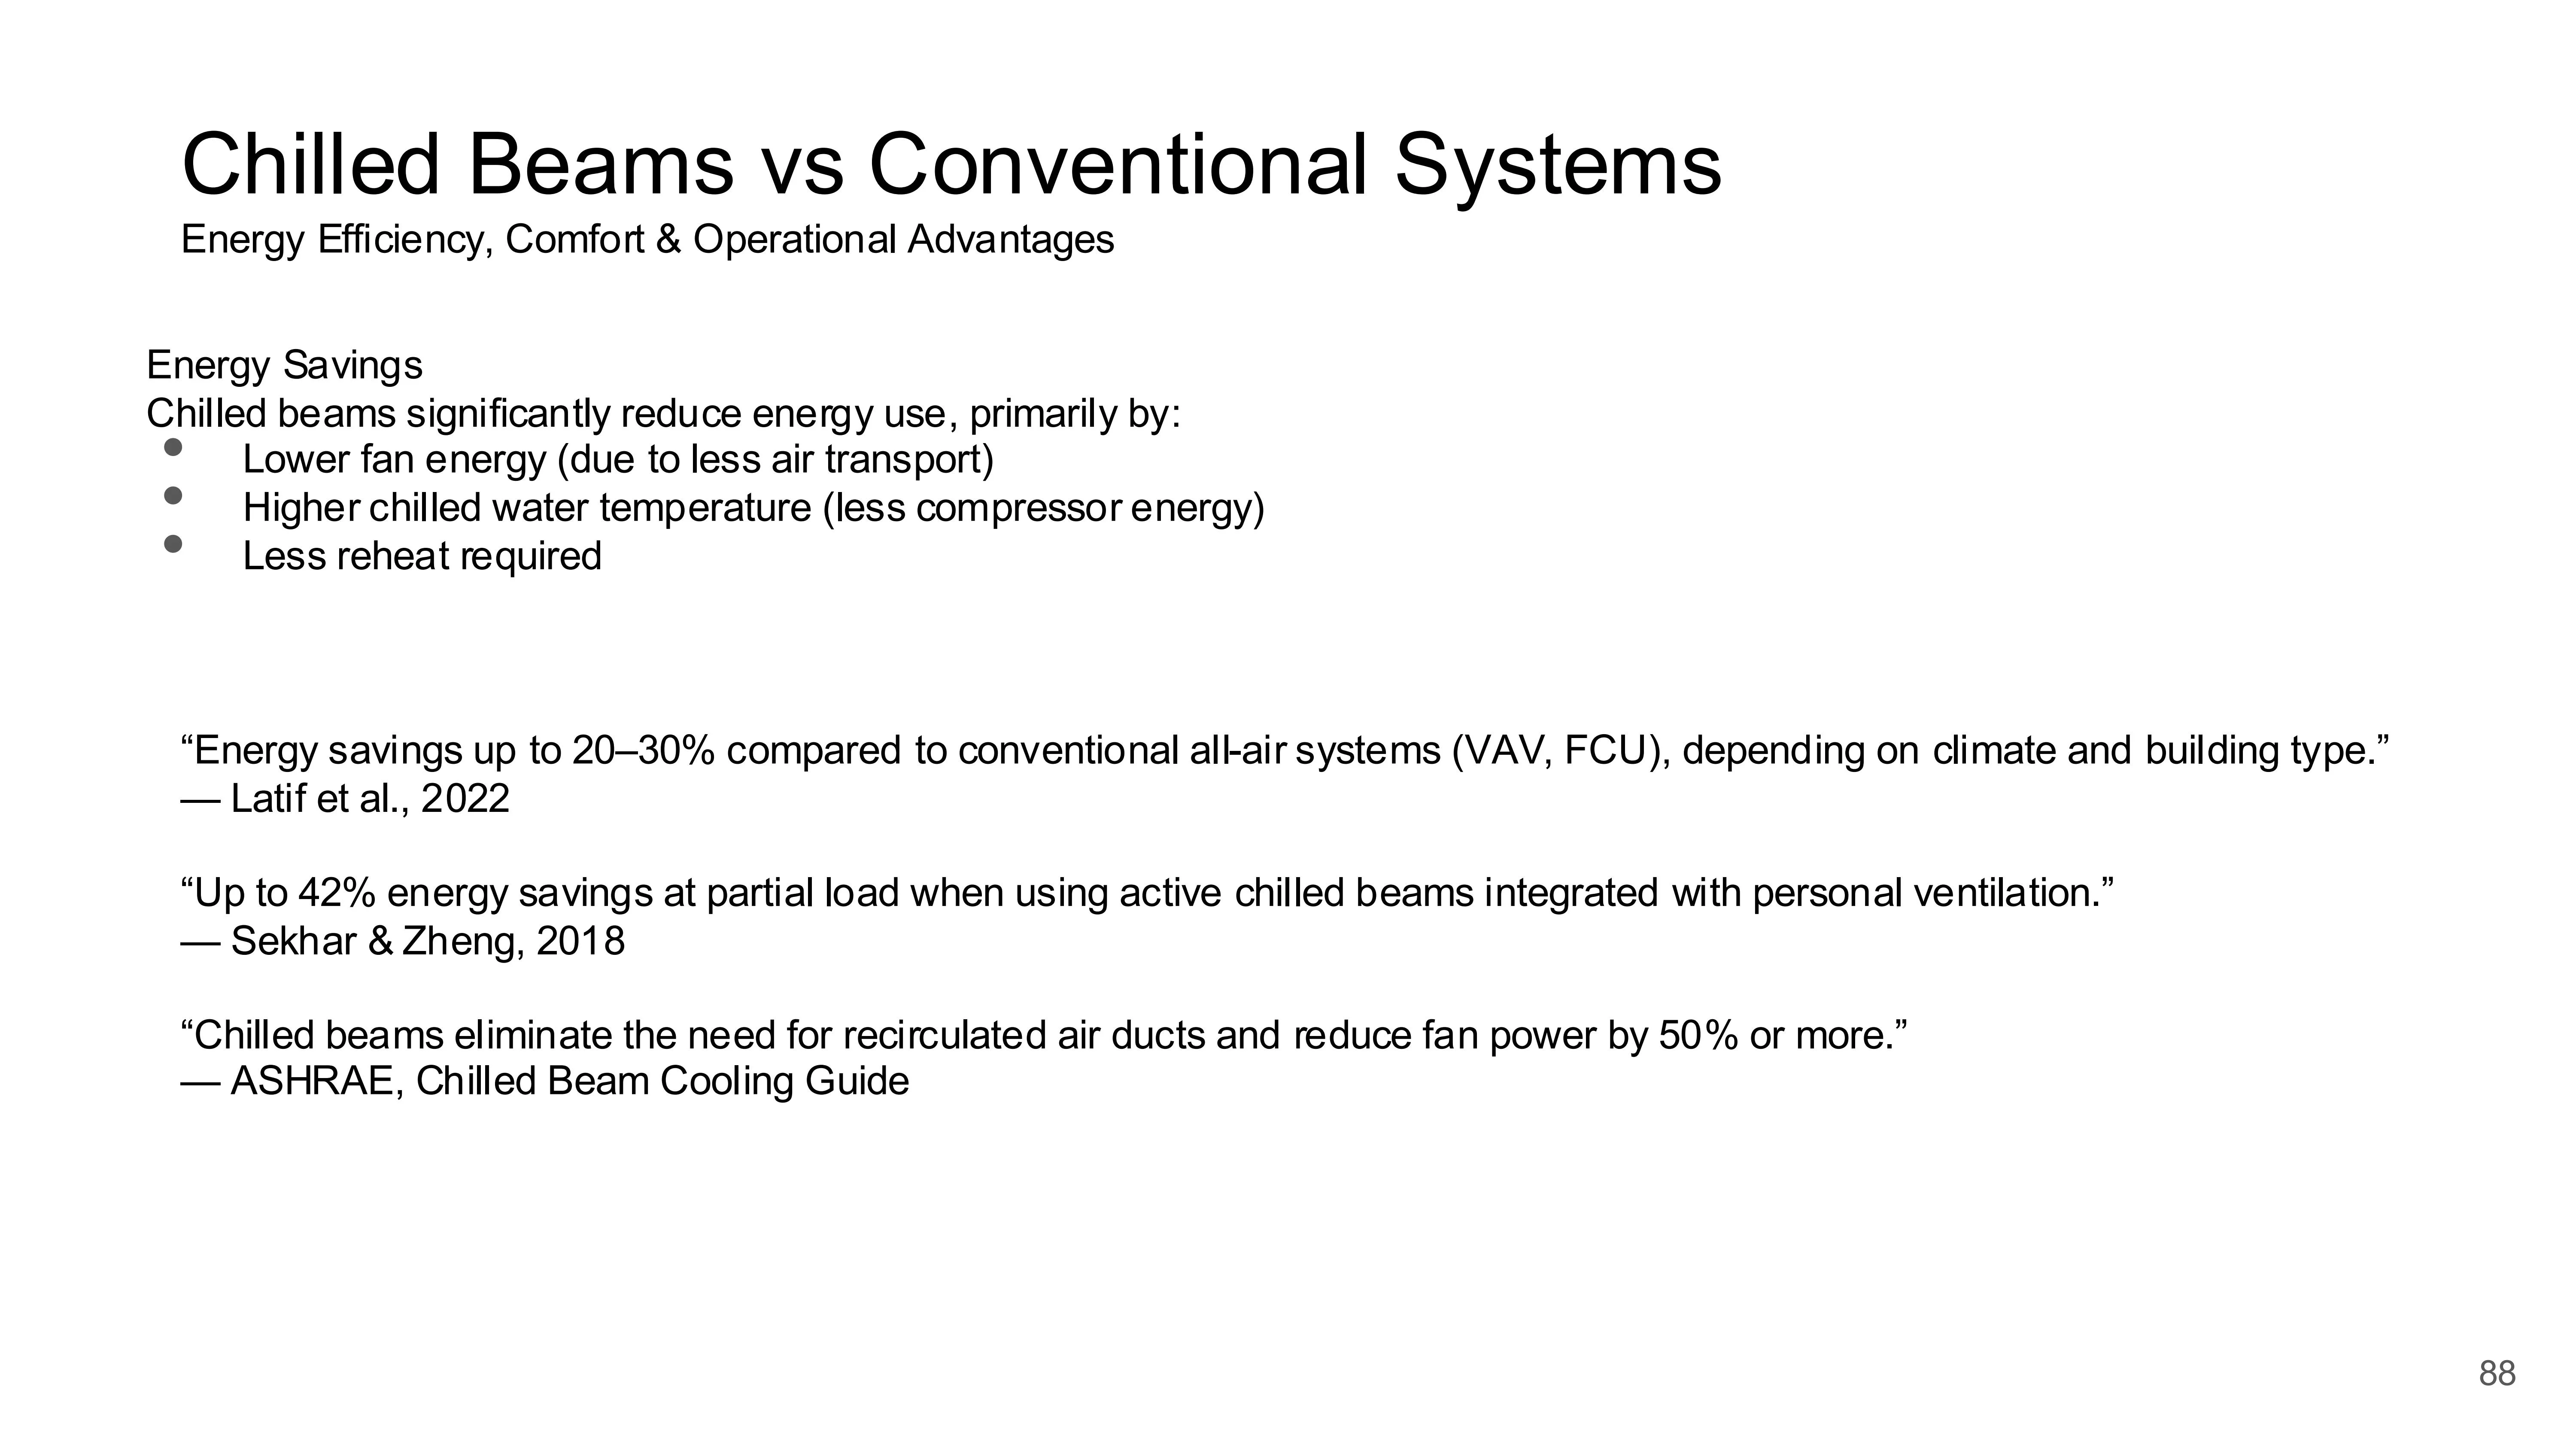 Chilled Beams vs Conventional Systems
Energy Efficiency, Comfort & Operational Advantages
Energy Savings
Chilled beams significantly reduce energy use, primarily by:
● Lower fan energy (due to less air transport)
● Higher chilled water temperature (less compressor energy)
● Less reheat required
“Energy savings up to 20–30% compared to conventional all-air systems (VAV, FCU), depending on climate and building type.”
— Latif et al., 2022
“Up to 42% energy savings at partial load when using active chilled beams integrated with personal ventilation.”
— Sekhar & Zheng, 2018
“Chilled beams eliminate the need for recirculated air ducts and reduce fan power by 50% or more.”
— ASHRAE, Chilled Beam Cooling Guide
88